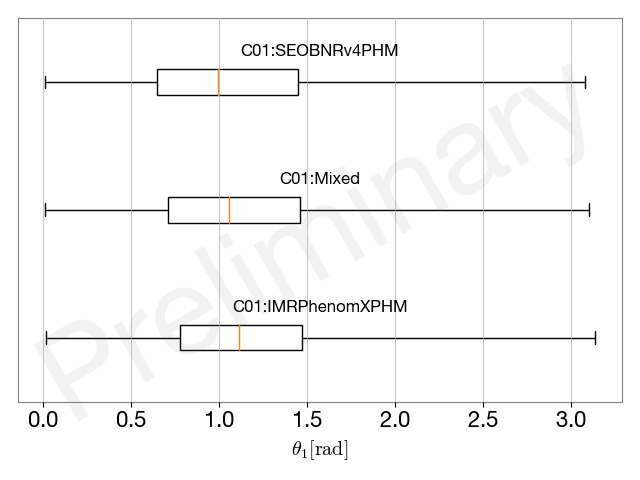 C01:SEOBNRv4PHM
C01:Mixed
C01:IMRPhenomXPHM
Preliminary
0.0 0.5 1.0 1.5 2.0 2.5 3.0
θ₁[rad]